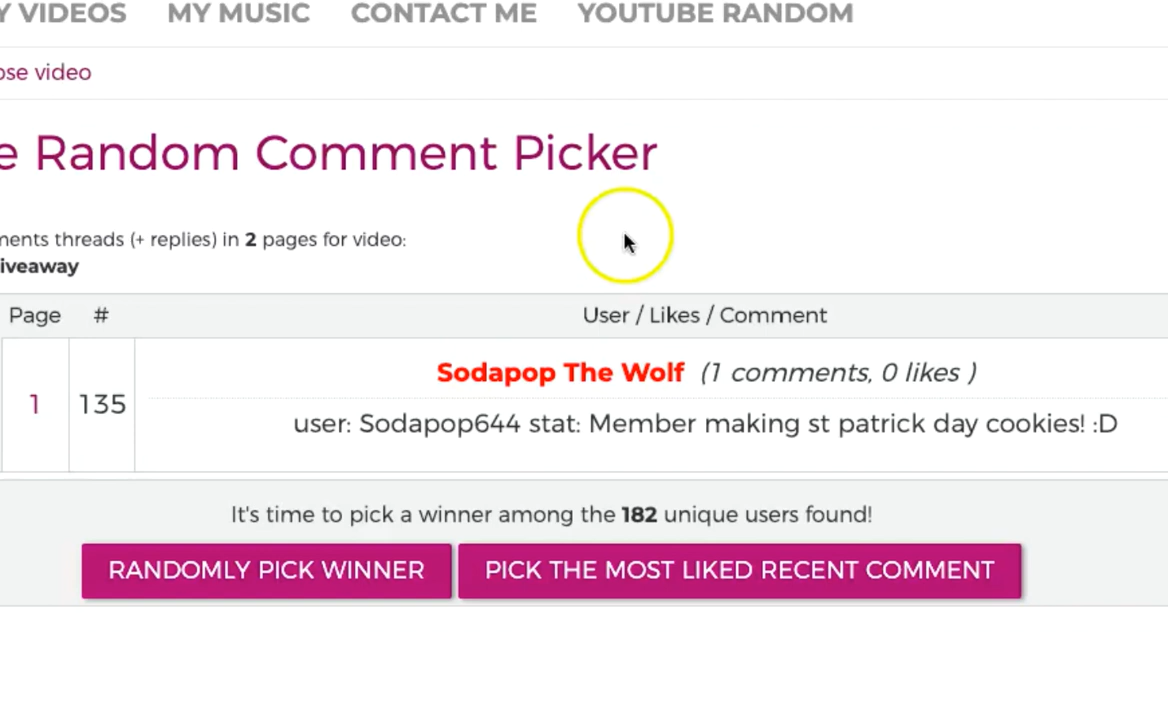 Y VIDEOS MY MUSIC CONTACT ME YOUTUBE RANDOM
ose video
e Random Comment Picker
ments threads (+ replies) in 2 pages for video:
iveaway
Page # User / Likes / Comment
Sodapop The Wolf (1 comments, 0 likes )
1 135
user: Sodapop644 stat: Member making st patrick day cookies! :D
It's time to pick a winner among the 182 unique users found!
RANDOMLY PICK WINNER PICK THE MOST LIKED RECENT COMMENT